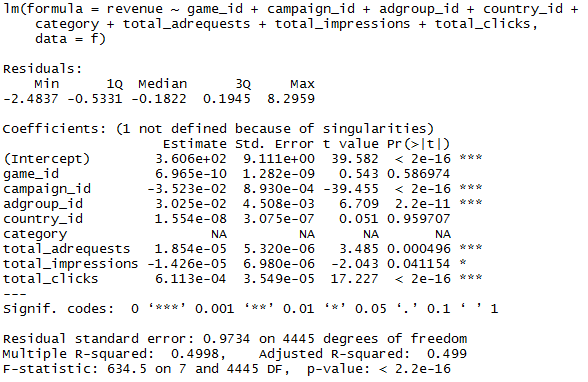 lm(formula = revenue ~ game_id + campaign_id + adgroup_id + country_id +
    category + total_adrequests + total_impressions + total_clicks,
    data = f)

Residuals:
    Min      1Q  Median      3Q     Max
-2.4837 -0.5331 -0.1822  0.1945  8.2959

Coefficients: (1 not defined because of singularities)
                    Estimate Std. Error t value Pr(>|t|)
(Intercept)        3.606e+02  9.111e+00  39.582  < 2e-16 ***
game_id            6.965e-10  1.282e-09   0.543 0.586974
campaign_id       -3.523e-02  8.930e-04 -39.455  < 2e-16 ***
adgroup_id         3.025e-02  4.508e-03   6.709  2.2e-11 ***
country_id         1.554e-08  3.075e-07   0.051 0.959707
category                  NA         NA      NA       NA
total_adrequests   1.854e-05  5.320e-06   3.485 0.000496 ***
total_impressions -1.426e-05  6.980e-06  -2.043 0.041154 *
total_clicks       6.113e-04  3.549e-05  17.227  < 2e-16 ***
---
Signif. codes:  0 ‘***’ 0.001 ‘**’ 0.01 ‘*’ 0.05 ‘.’ 0.1 ‘ ’ 1

Residual standard error: 0.9734 on 4445 degrees of freedom
Multiple R-squared:  0.4998,    Adjusted R-squared:  0.499
F-statistic: 634.5 on 7 and 4445 DF,  p-value: < 2.2e-16